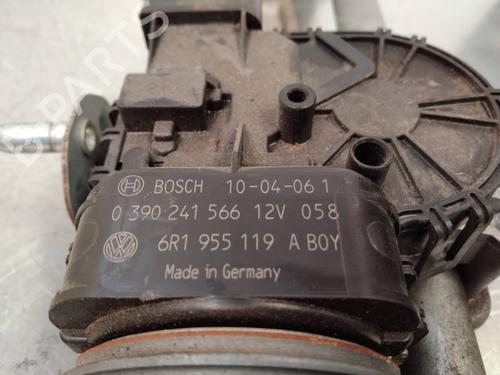 BOSCH 10-04-06 1
0 390 241 566 12V 058
6R1 955 119 A BOY
Made in Germany